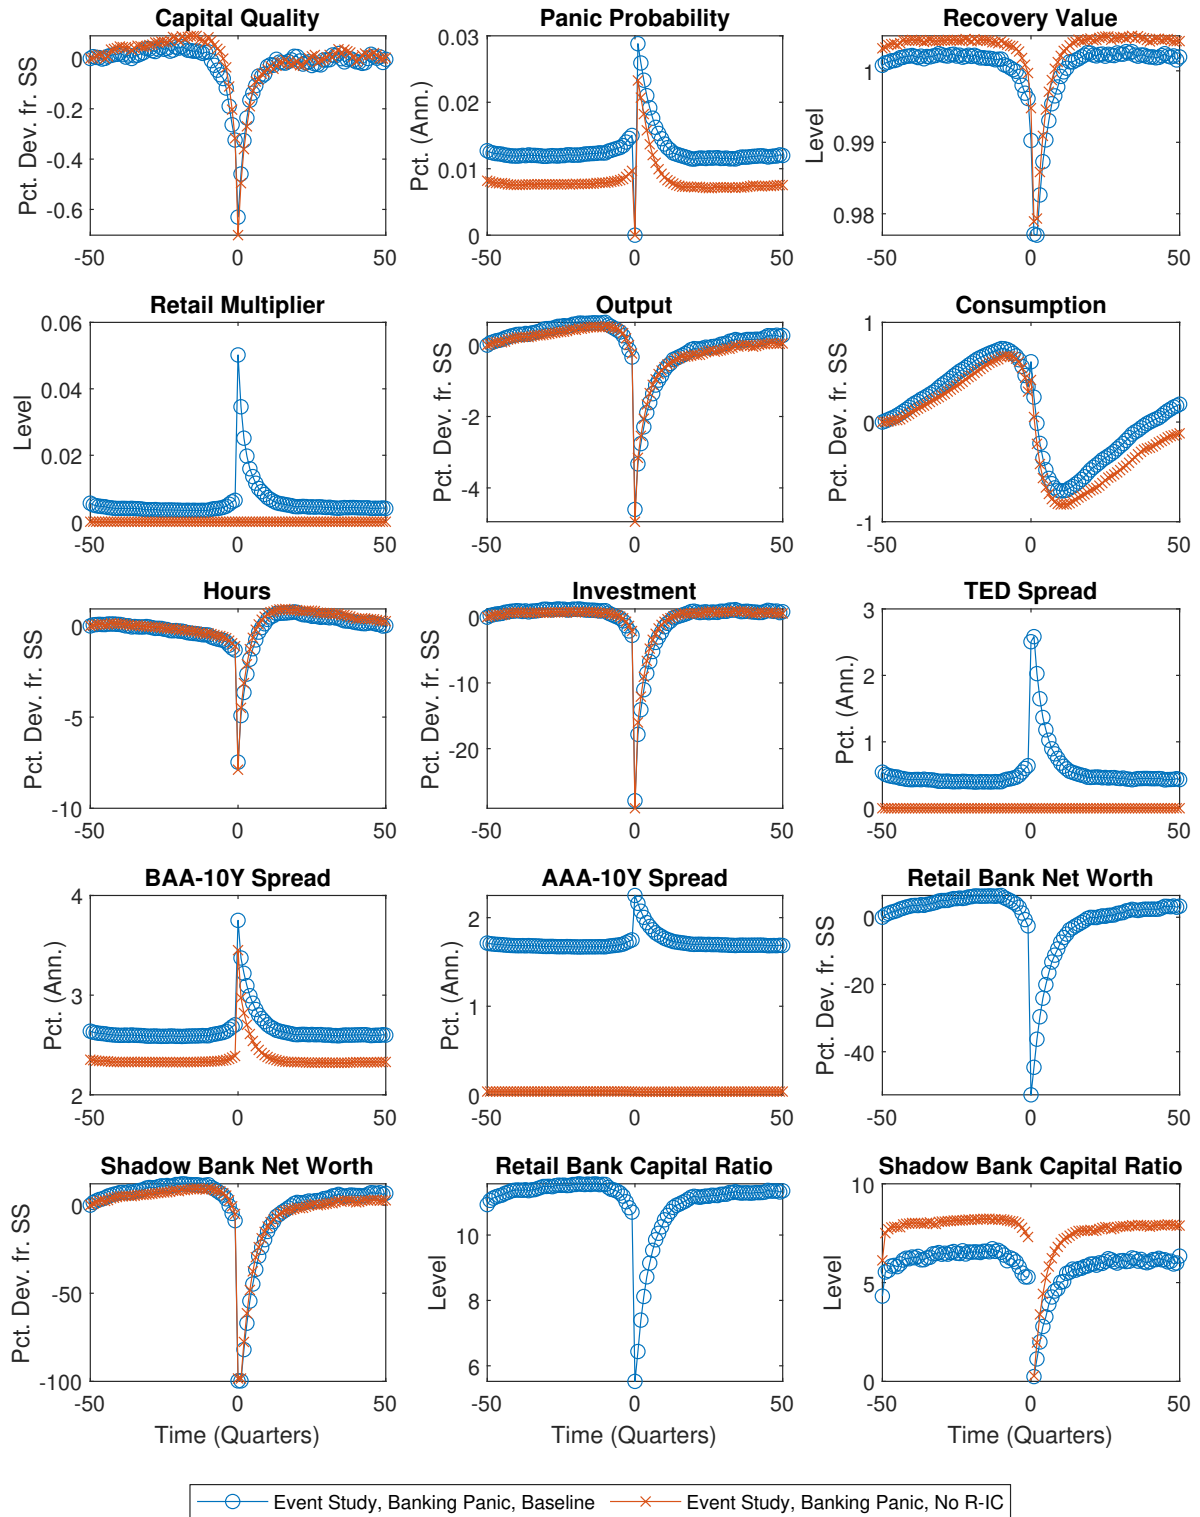 Capital Quality
Pct. Dev. fr. SS
0
-0.2
-0.4
-0.6
-50 0 50
Panic Probability
Pct. (Ann.)
0.03
0.02
0.01
0
-50 0 50
Recovery Value
Level
1
0.99
0.98
-50 0 50
Retail Multiplier
Level
0.06
0.04
0.02
0
-50 0 50
Output
Pct. Dev. fr. SS
0
-2
-4
-50 0 50
Consumption
Pct. Dev. fr. SS
1
0
-1
-50 0 50
Hours
Pct. Dev. fr. SS
0
-5
-10
-50 0 50
Investment
Pct. Dev. fr. SS
0
-10
-20
-50 0 50
TED Spread
Pct. (Ann.)
3
2
1
0
-50 0 50
BAA-10Y Spread
Pct. (Ann.)
4
3
2
-50 0 50
AAA-10Y Spread
Pct. (Ann.)
2
1
0
-50 0 50
Retail Bank Net Worth
Pct. Dev. fr. SS
0
-20
-40
-50 0 50
Shadow Bank Net Worth
Pct. Dev. fr. SS
0
-50
-100
-50 0 50
Time (Quarters)
Retail Bank Capital Ratio
Level
10
8
6
-50 0 50
Time (Quarters)
Shadow Bank Capital Ratio
Level
10
5
0
-50 0 50
Time (Quarters)
Event Study, Banking Panic, Baseline
Event Study, Banking Panic, No R-IC